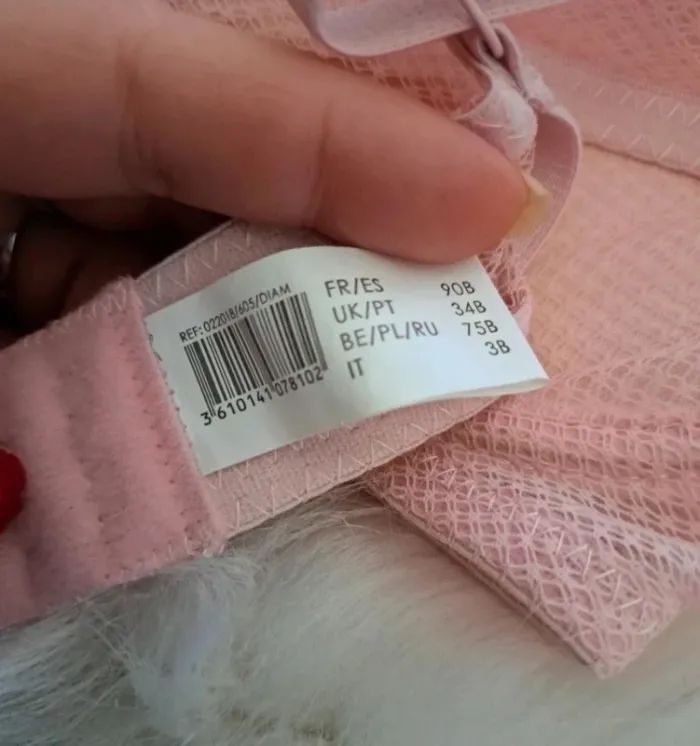 REF: 022018/605/DIAM
3 610141 078102
FR/ES 90B
UK/PT 34B
BE/PL/RU 75B
IT 3B